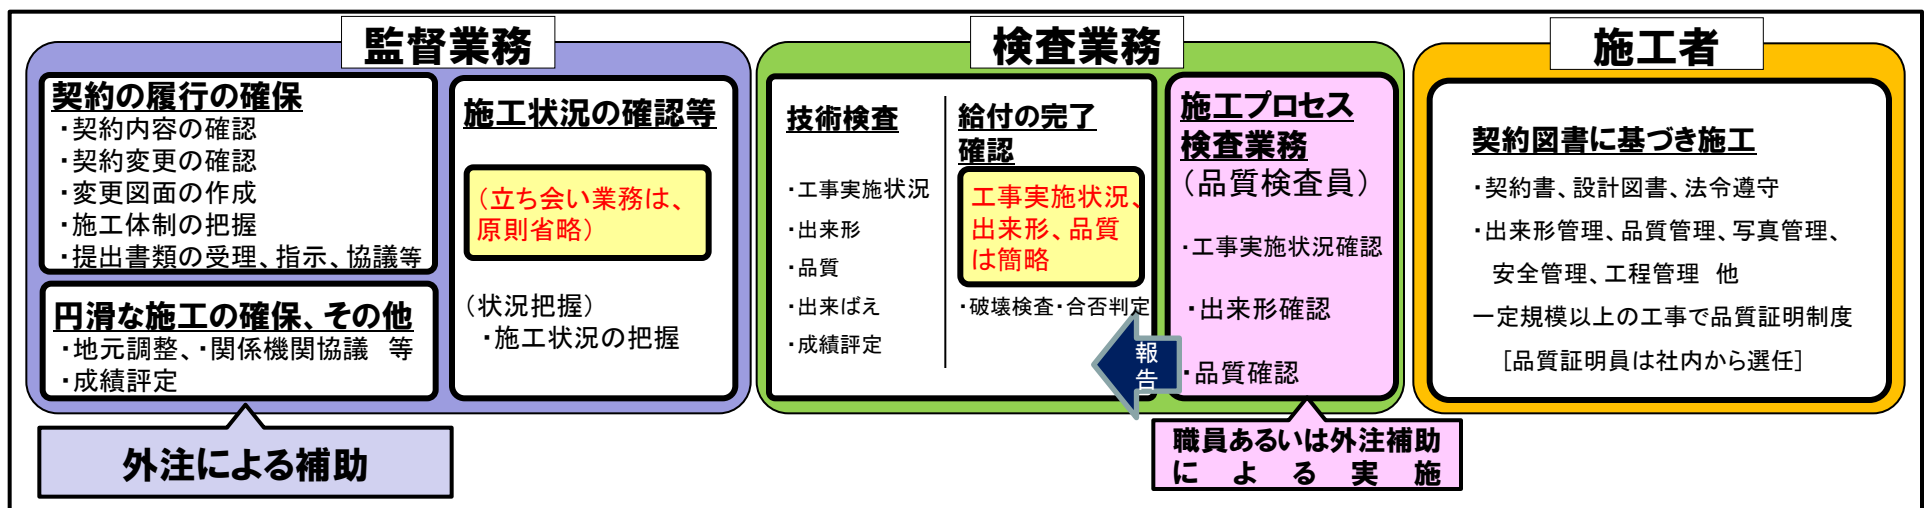 監督業務
契約の履行の確保
・契約内容の確認
・契約変更の確認
・変更図面の作成
・施工体制の把握
・提出書類の受理、指示、協議等
円滑な施工の確保、その他
・地元調整、・関係機関協議　等
・成績評定
施工状況の確認等
（立ち会い業務は、
原則省略）
（状況把握）
・施工状況の把握
外注による補助
検査業務
技術検査
・工事実施状況
・出来形
・品質
・出来ばえ
・成績評定
給付の完了
確認
工事実施状況、
出来形、品質
は簡略
・破壊検査・合否判定
報告
施工プロセス
検査業務
（品質検査員）
・工事実施状況確認
・出来形確認
・品質確認
職員あるいは外注補助
による実施
施工者
契約図書に基づき施工
・契約書、設計図書、法令遵守
・出来形管理、品質管理、写真管理、
安全管理、工程管理　他
一定規模以上の工事で品質証明制度
［品質証明員は社内から選任］